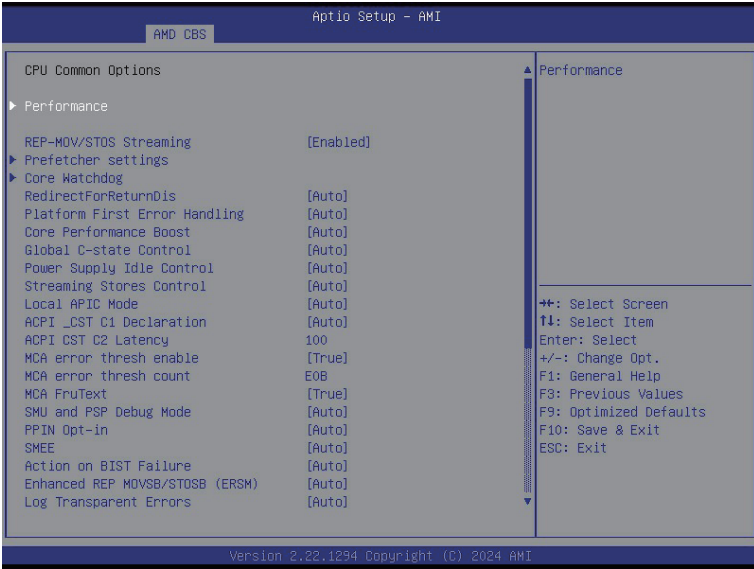 Aptio Setup – AMI
AMD CBS
CPU Common Options
Performance
REP-MOV/STOS Streaming [Enabled]
Prefetcher settings
Core Watchdog
RedirectForReturnDis [Auto]
Platform First Error Handling [Auto]
Core Performance Boost [Auto]
Global C-state Control [Auto]
Power Supply Idle Control [Auto]
Streaming Stores Control [Auto]
Local APIC Mode [Auto]
ACPI _CST C1 Declaration [Auto]
ACPI CST C2 Latency 100
MCA error thresh enable [True]
MCA error thresh count E0B
MCA FruText [True]
SMU and PSP Debug Mode [Auto]
PPIN Opt-in [Auto]
SMEE [Auto]
Action on BIST Failure [Auto]
Enhanced REP MOVSB/STOSB (ERSM) [Auto]
Log Transparent Errors [Auto]
Performance
→←: Select Screen
↑↓: Select Item
Enter: Select
+/-: Change Opt.
F1: General Help
F3: Previous Values
F9: Optimized Defaults
F10: Save & Exit
ESC: Exit
Version 2.22.1294 Copyright (C) 2024 AMI